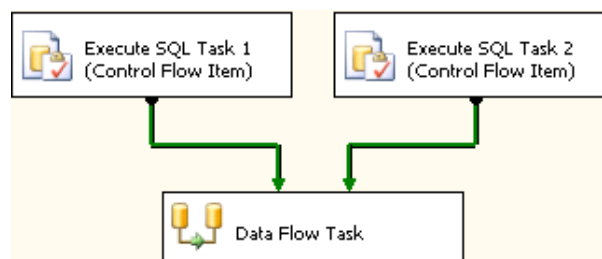 Execute SQL Task 1
(Control Flow Item)
Execute SQL Task 2
(Control Flow Item)
Data Flow Task